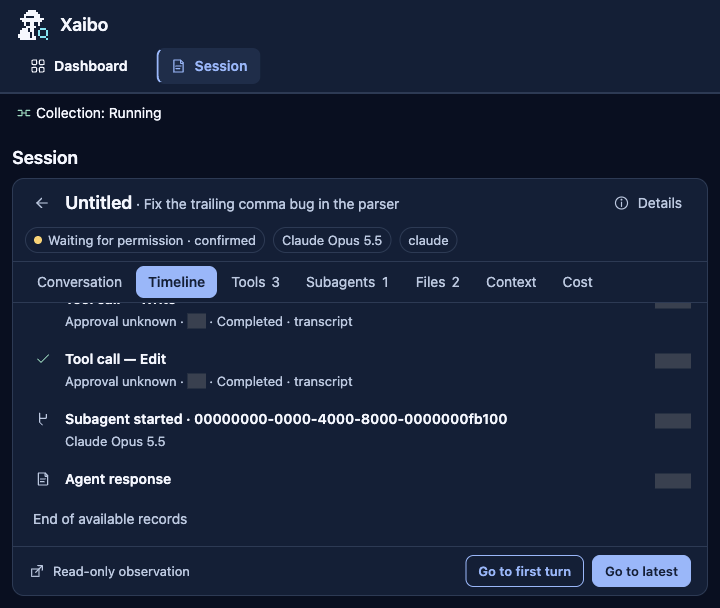 Xaibo
Dashboard
Session
Collection: Running
Session
Untitled · Fix the trailing comma bug in the parser
Details
Waiting for permission · confirmed
Claude Opus 5.5
claude
Conversation
Timeline
Tools 3
Subagents 1
Files 2
Context
Cost
Approval unknown · · Completed · transcript
Tool call — Edit
Approval unknown · · Completed · transcript
Subagent started · 00000000-0000-4000-8000-0000000fb100
Claude Opus 5.5
Agent response
End of available records
Read-only observation
Go to first turn
Go to latest